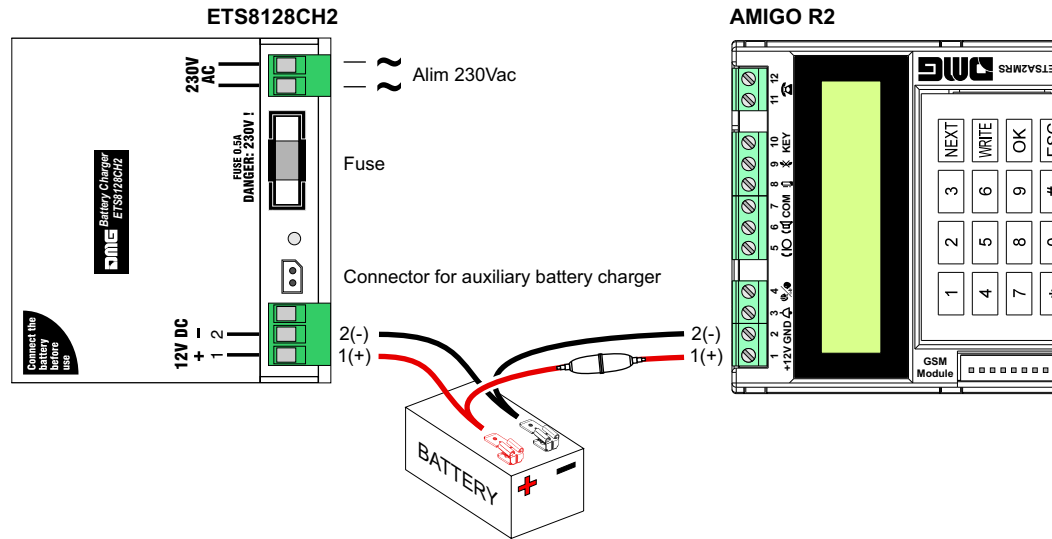 ETS8128CH2
AMIGO R2
230V
AC
Alim 230Vac
FUSE 0.5A
DANGER: 230V !
Fuse
DMG Battery Charger
ETS8128CH2
Connector for auxiliary battery charger
Connect the
battery
before
use
12V DC
- 2
+ 1
2(-)
1(+)
2(-)
1(+)
BATTERY
+ -
12
11
10 KEY
9
8
7 COM
6
5
4
3
2 GND
1 +12V
DMG ETSA2MRS
NEXT
WRITE
OK
ESC
3
6
9
#
2
5
8
1
4
7
GSM
Module